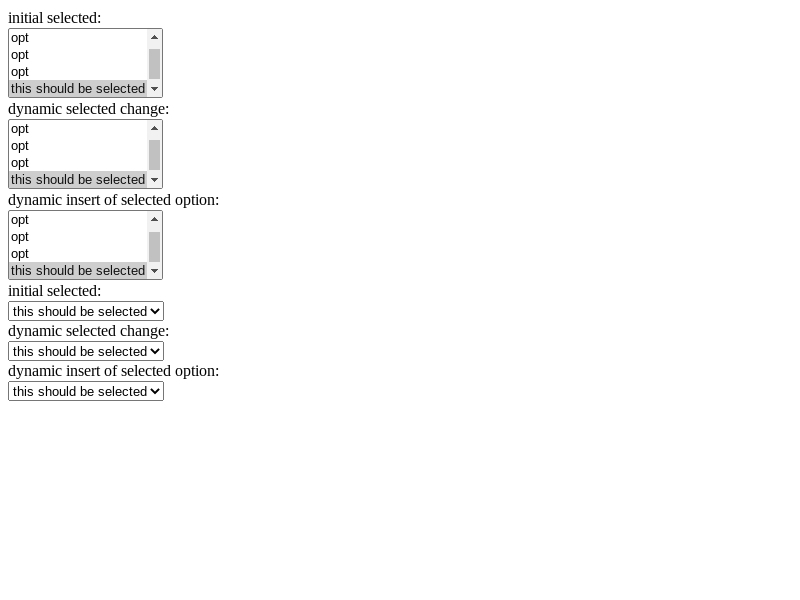 initial selected:
opt
opt
opt
this should be selected
dynamic selected change:
opt
opt
opt
this should be selected
dynamic insert of selected option:
opt
opt
opt
this should be selected
initial selected:
this should be selected
dynamic selected change:
this should be selected
dynamic insert of selected option:
this should be selected